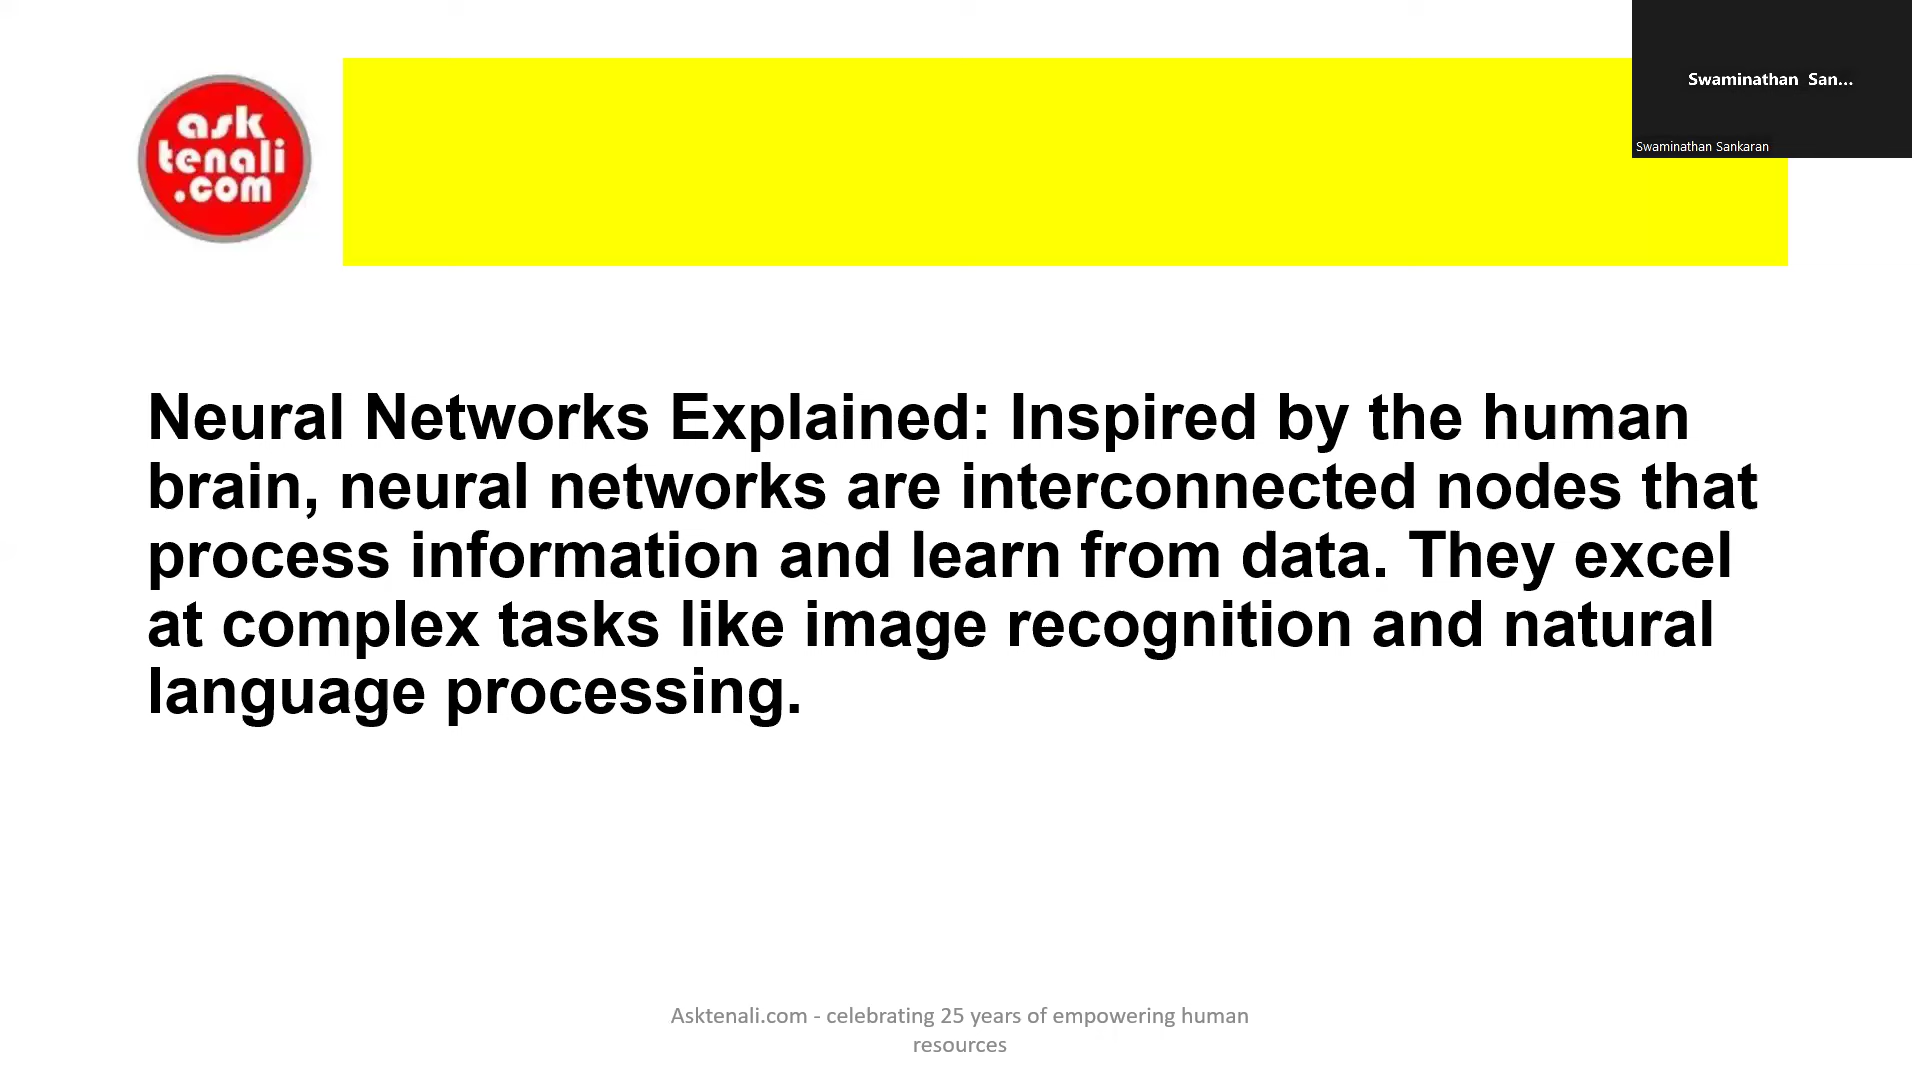 ask
tenali
.com
Swaminathan San...
Swaminathan Sankaran
Neural Networks Explained: Inspired by the human
brain, neural networks are interconnected nodes that
process information and learn from data. They excel
at complex tasks like image recognition and natural
language processing.
Asktenali.com - celebrating 25 years of empowering human
resources